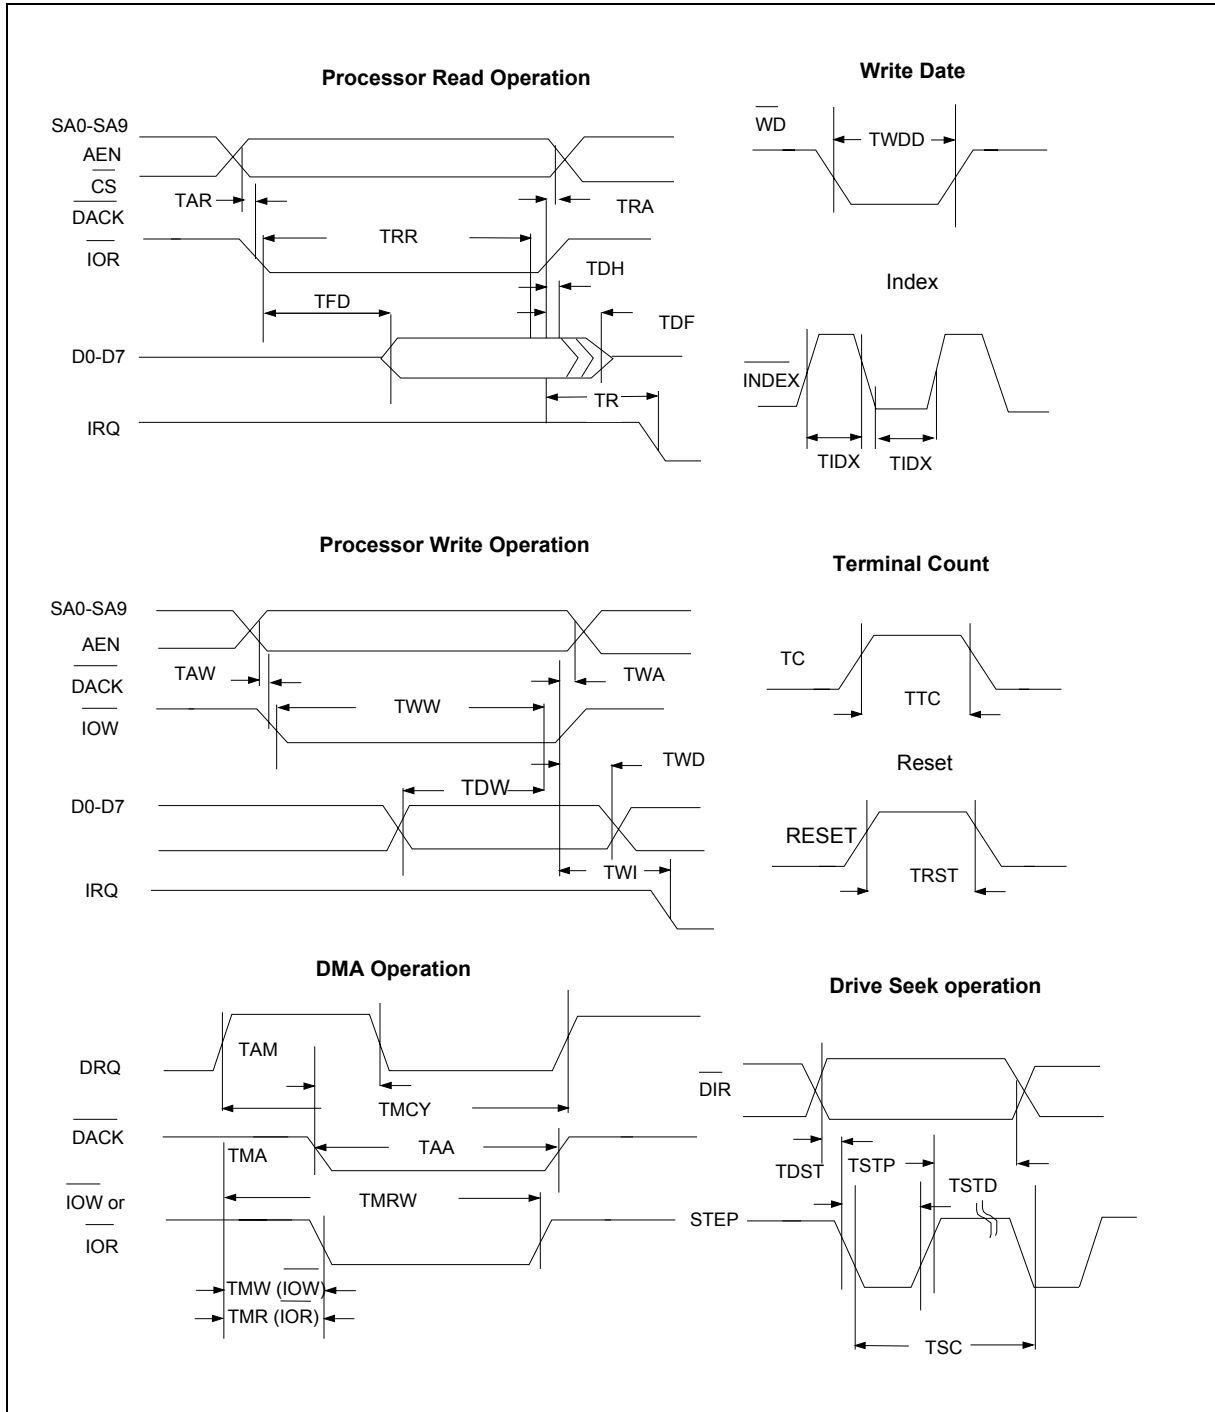 Processor Read Operation
SA0-SA9
AEN
CS
DACK
IOR
TAR
TRA
TRR
TDH
TFD
TDF
D0-D7
TR
IRQ
Write Date
WD
TWDD
Index
INDEX
TIDX
TIDX
Processor Write Operation
SA0-SA9
AEN
DACK
IOW
TAW
TWA
TWW
TWD
TDW
D0-D7
TWI
IRQ
Terminal Count
TC
TTC
Reset
RESET
TRST
DMA Operation
DRQ
TAM
TMCY
DACK
TMA
TAA
IOW or
IOR
TMRW
TMW (IOW)
TMR (IOR)
Drive Seek operation
DIR
TDST
TSTP
TSTD
STEP
TSC